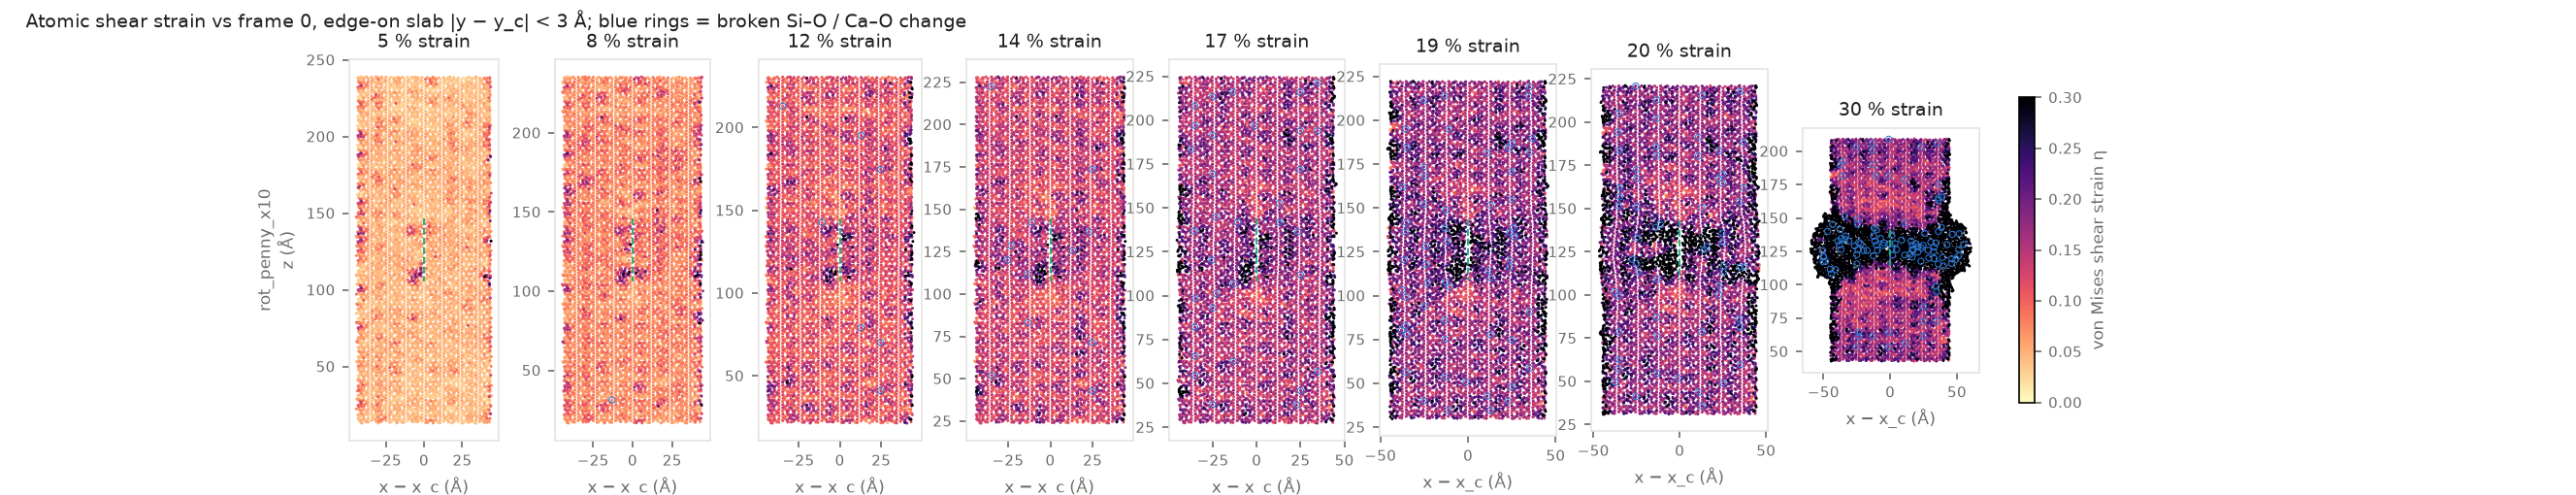 Atomic shear strain vs frame 0, edge-on slab |y − y_c| < 3 Å; blue rings = broken Si–O / Ca–O change
5 % strain
8 % strain
12 % strain
14 % strain
17 % strain
19 % strain
20 % strain
30 % strain
rot_penny_x10
z (Å)
250
200
150
100
50
−25 0 25
x − x_c (Å)
200
150
100
50
−25 0 25
x − x_c (Å)
200
150
100
50
−25 0 25
x − x_c (Å)
225
200
175
150
125
100
75
50
25
−25 0 25
x − x_c (Å)
225
200
175
150
125
100
75
50
25
−25 0 25 50
x − x_c (Å)
225
200
175
150
125
100
75
50
25
−50 0 50
x − x_c (Å)
225
200
175
150
125
100
75
50
25
−50 0 50
x − x_c (Å)
200
175
150
125
100
75
50
−50 0 50
x − x_c (Å)
0.30
0.25
0.20
0.15
0.10
0.05
0.00
von Mises shear strain η